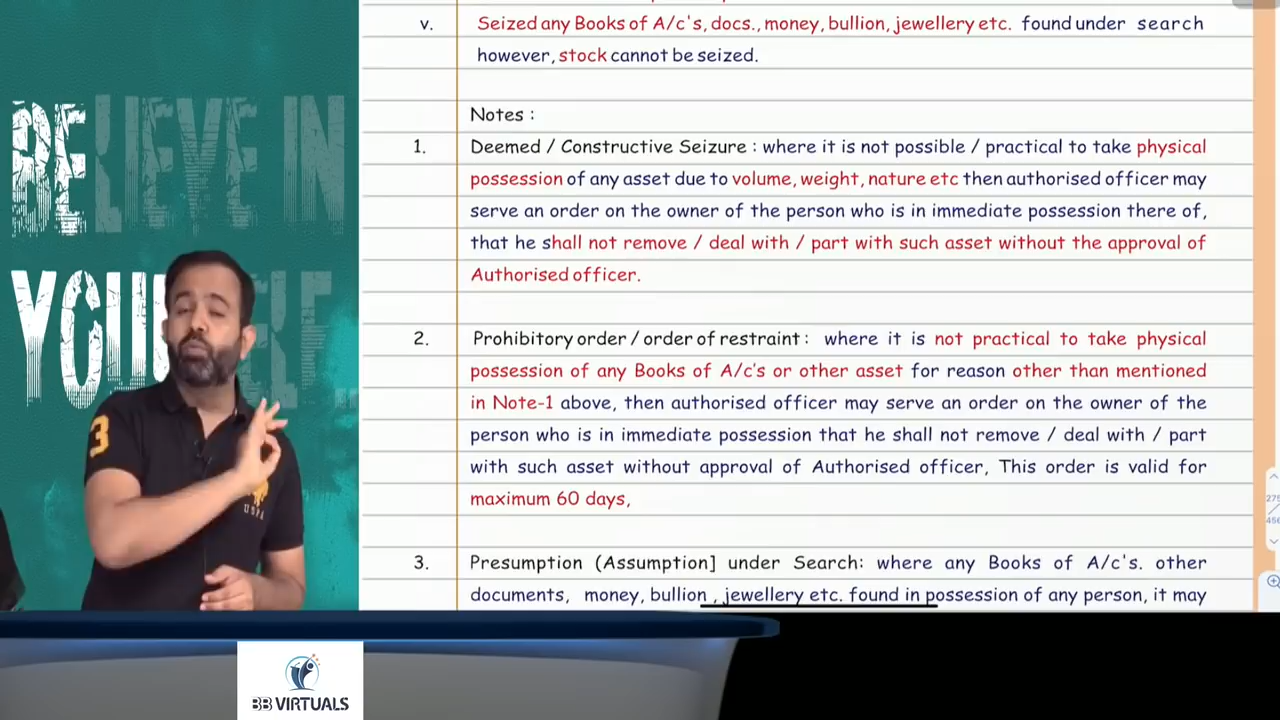 BELIEVE IN
YOU
v. Seized any Books of A/c's, docs., money, bullion, jewellery etc. found under search
however, stock cannot be seized.
Notes :
1. Deemed / Constructive Seizure : where it is not possible / practical to take physical
possession of any asset due to volume, weight, nature etc then authorised officer may
serve an order on the owner of the person who is in immediate possession there of,
that he shall not remove / deal with / part with such asset without the approval of
Authorised officer.
2. Prohibitory order / order of restraint : where it is not practical to take physical
possession of any Books of A/c's or other asset for reason other than mentioned
in Note-1 above, then authorised officer may serve an order on the owner of the
person who is in immediate possession that he shall not remove / deal with / part
with such asset without approval of Authorised officer, This order is valid for
maximum 60 days,
3. Presumption (Assumption] under Search: where any Books of A/c's. other
documents, money, bullion , jewellery etc. found in possession of any person, it may
3
USPA
275
456
BB VIRTUALS